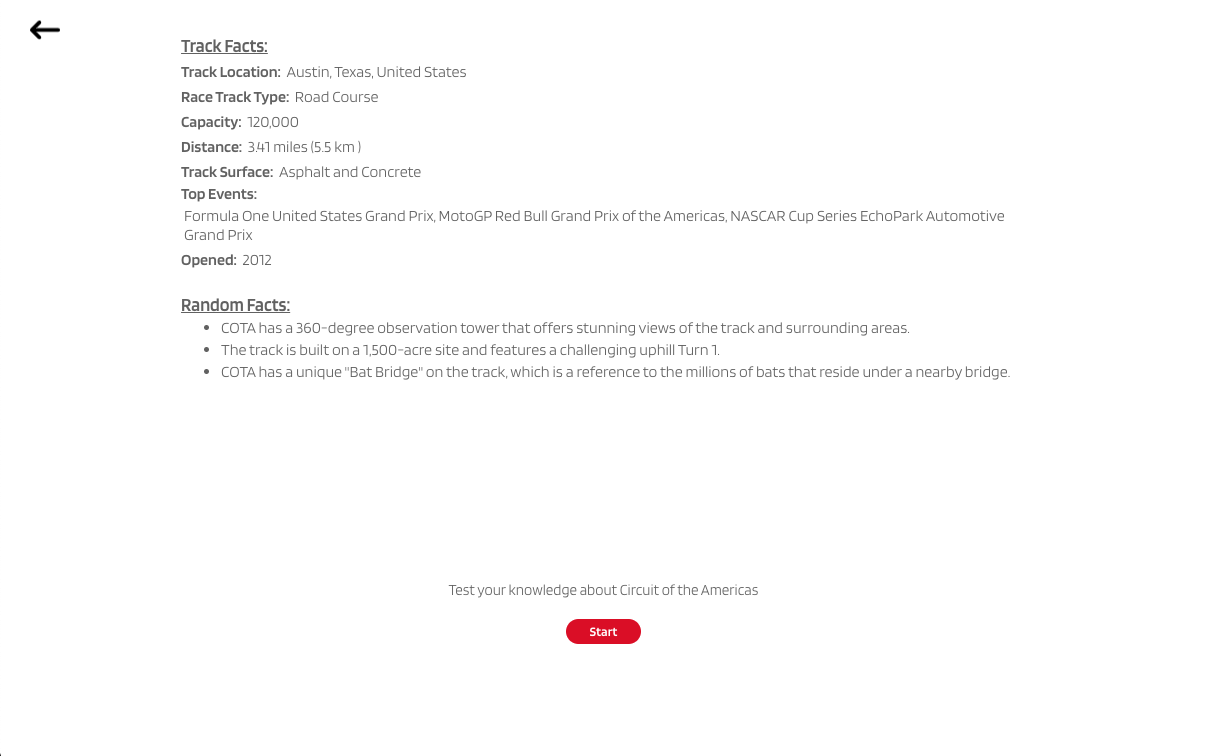 Track Facts:
Track Location: Austin, Texas, United States
Race Track Type: Road Course
Capacity: 120,000
Distance: 3.41 miles (5.5 km )
Track Surface: Asphalt and Concrete
Top Events:
Formula One United States Grand Prix, MotoGP Red Bull Grand Prix of the Americas, NASCAR Cup Series EchoPark Automotive
Grand Prix
Opened: 2012
Random Facts:
• COTA has a 360-degree observation tower that offers stunning views of the track and surrounding areas.
• The track is built on a 1,500-acre site and features a challenging uphill Turn 1.
• COTA has a unique "Bat Bridge" on the track, which is a reference to the millions of bats that reside under a nearby bridge.
Test your knowledge about Circuit of the Americas
Start